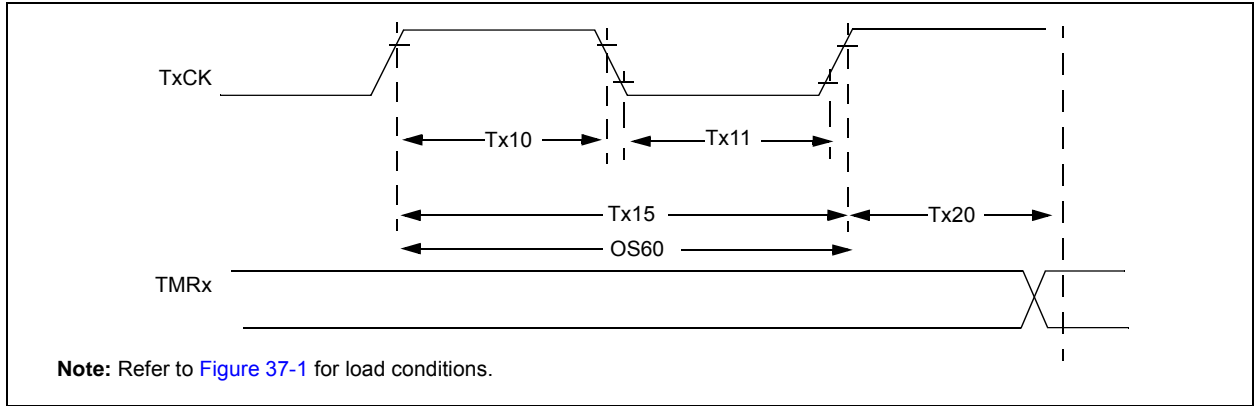 TxCK
Tx10
Tx11
Tx15
Tx20
OS60
TMRx
Note: Refer to Figure 37-1 for load conditions.